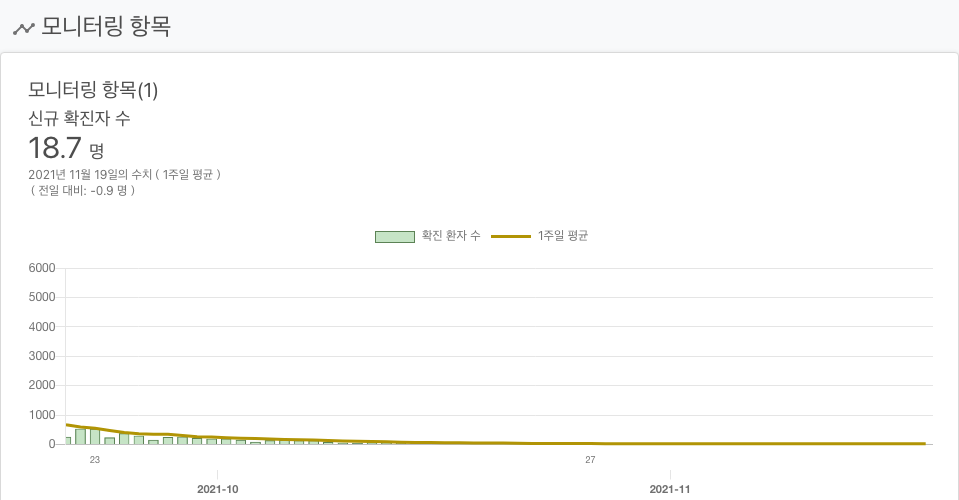 모니터링 항목
모니터링 항목(1)
신규 확진자 수
18.7 명
2021년 11월 19일의 수치 ( 1주일 평균 )
( 전일 대비: -0.9 명 )
확진 환자 수 1주일 평균
6000
5000
4000
3000
2000
1000
0
23 27
2021-10 2021-11